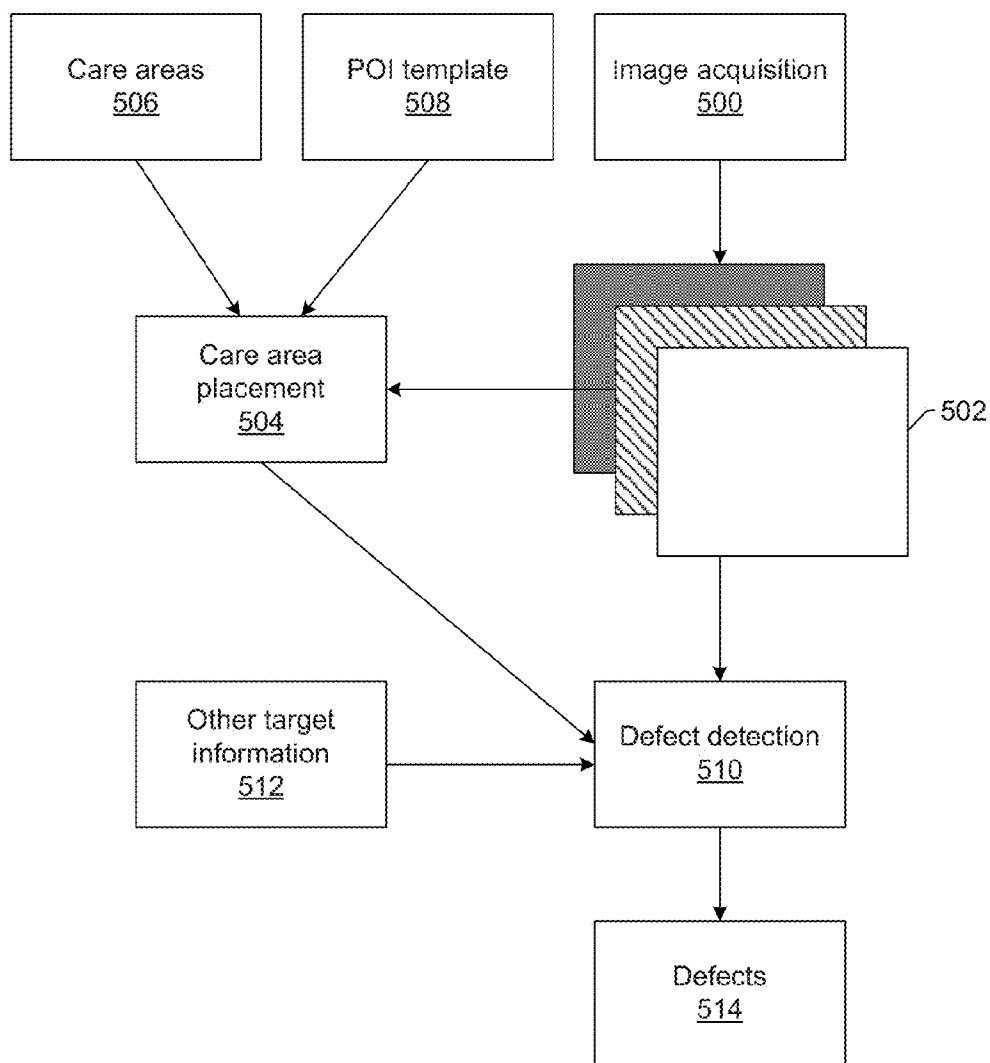 Care areas
506
POI template
508
Image acquisition
500
Care area
placement
504
502
Other target
information
512
Defect detection
510
Defects
514